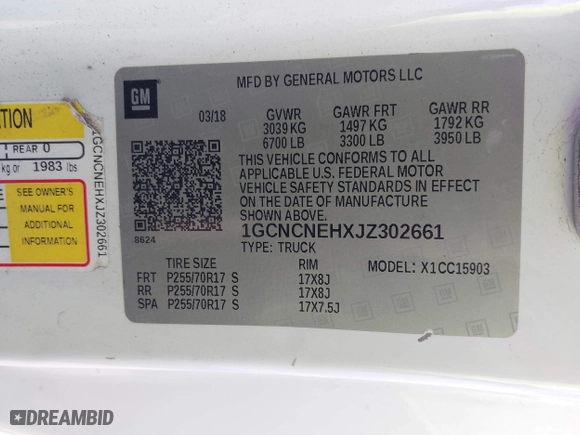 GM
MFD BY GENERAL MOTORS LLC
03/18 GVWR GAWR FRT GAWR RR
3039 KG 1497 KG 1792 KG
6700 LB 3300 LB 3950 LB
THIS VEHICLE CONFORMS TO ALL
APPLICABLE U.S. FEDERAL MOTOR
VEHICLE SAFETY STANDARDS IN EFFECT
ON THE DATE OF MANUFACTURE
SHOWN ABOVE.
8624 1GCNCNEHXJZ302661
TYPE: TRUCK
TIRE SIZE RIM MODEL: X1CC15903
FRT P255/70R17 S 17X8J
RR P255/70R17 S 17X8J
SPA P255/70R17 S 17X7.5J
REAR 0
kg or 1983 lbs
SEE OWNER'S
MANUAL FOR
ADDITIONAL
INFORMATION
1GCNCNEHXJZ302661
DREAMBID